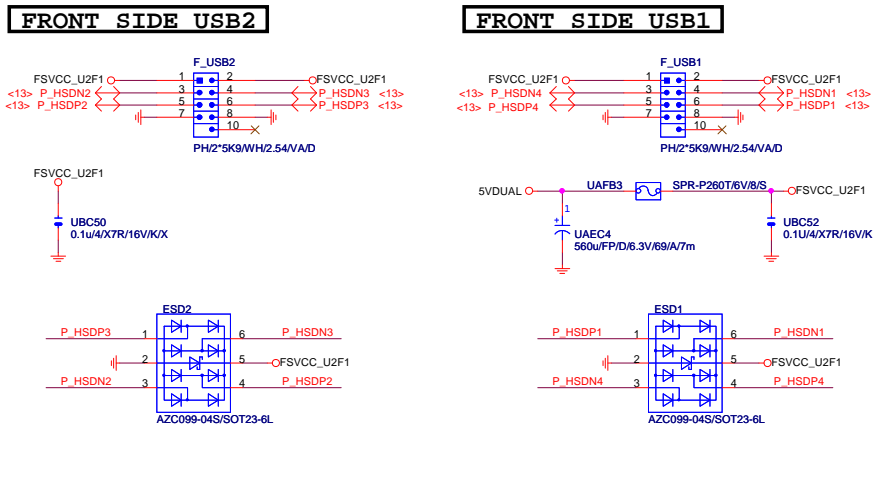 FRONT SIDE USB2
FRONT SIDE USB1
F_USB2
FSVCC_U2F1 1 2 FSVCC_U2F1
<13> P_HSDN2 3 4 P_HSDN3 <13>
<13> P_HSDP2 5 6 P_HSDP3 <13>
7 8
10
PH/2*5K9/WH/2.54/VA/D
F_USB1
FSVCC_U2F1 1 2 FSVCC_U2F1
<13> P_HSDN4 3 4 P_HSDN1 <13>
<13> P_HSDP4 5 6 P_HSDP1 <13>
7 8
10
PH/2*5K9/WH/2.54/VA/D
FSVCC_U2F1
UBC50
0.1u/4/X7R/16V/K/X
5VDUAL UAFB3 SPR-P260T/6V/8/S FSVCC_U2F1
1
+
UAEC4
560u/FP/D/6.3V/69/A/7m
UBC52
0.1U/4/X7R/16V/K
ESD2
P_HSDP3 1 6 P_HSDN3
2 5 FSVCC_U2F1
P_HSDN2 3 4 P_HSDP2
AZC099-04S/SOT23-6L
ESD1
P_HSDP1 1 6 P_HSDN1
2 5 FSVCC_U2F1
P_HSDN4 3 4 P_HSDP4
AZC099-04S/SOT23-6L